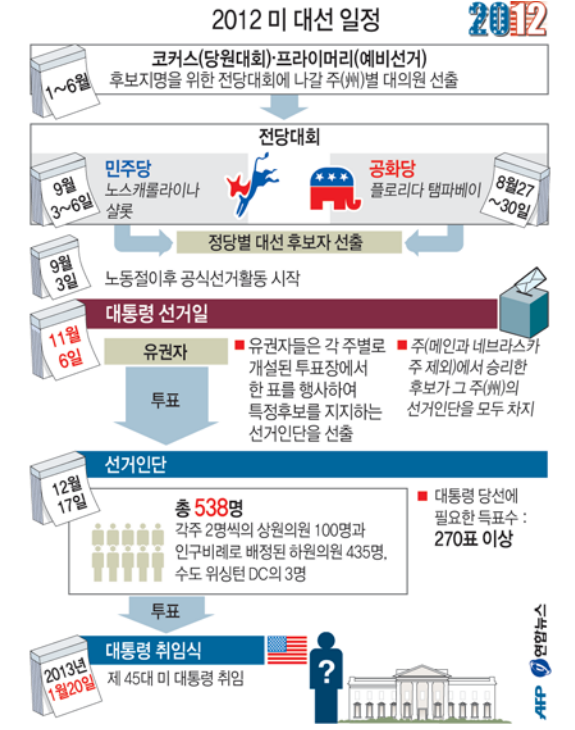 2012 미 대선 일정
2012
1~6월
코커스(당원대회)·프라이머리(예비선거)
후보지명을 위한 전당대회에 나갈 주(州)별 대의원 선출
전당대회
9월
3~6일
민주당
노스캐롤라이나
샬롯
공화당
플로리다 탬파베이
8월27
~30일
정당별 대선 후보자 선출
9월
3일
노동절이후 공식선거활동 시작
11월
6일
대통령 선거일
유권자
투표
■ 유권자들은 각 주별로
개설된 투표장에서
한 표를 행사하여
특정후보를 지지하는
선거인단을 선출
■ 주(메인과 네브라스카
주 제외)에서 승리한
후보가 그 주(州)의
선거인단을 모두 차지
12월
17일
선거인단
총 538명
각주 2명씩의 상원의원 100명과
인구비례로 배정된 하원의원 435명,
수도 워싱턴 DC의 3명
■ 대통령 당선에
필요한 득표수 :
270표 이상
투표
2013년
1월20일
대통령 취임식
제 45대 미 대통령 취임
?
AFP 연합뉴스